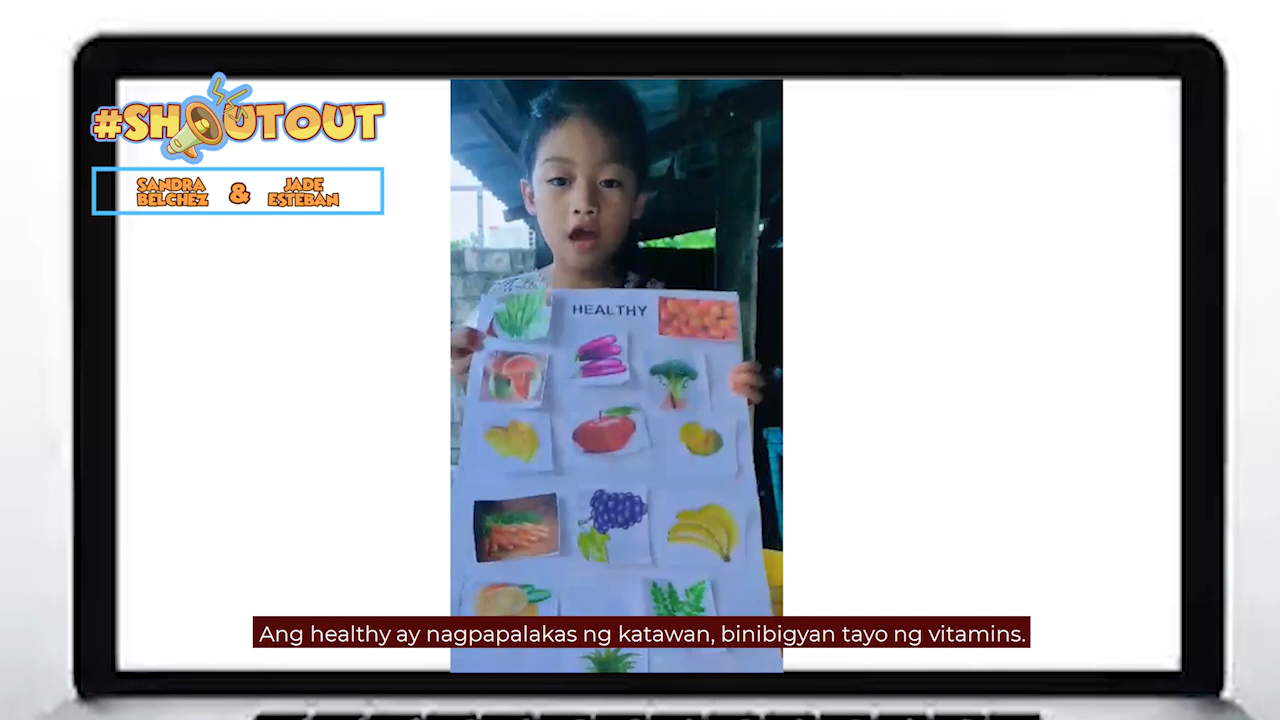 #SHOUTOUT
SANDRA BELCHEZ & JADE ESTEBAN
HEALTHY
Ang healthy ay nagpapalakas ng katawan, binibigyan tayo ng vitamins.